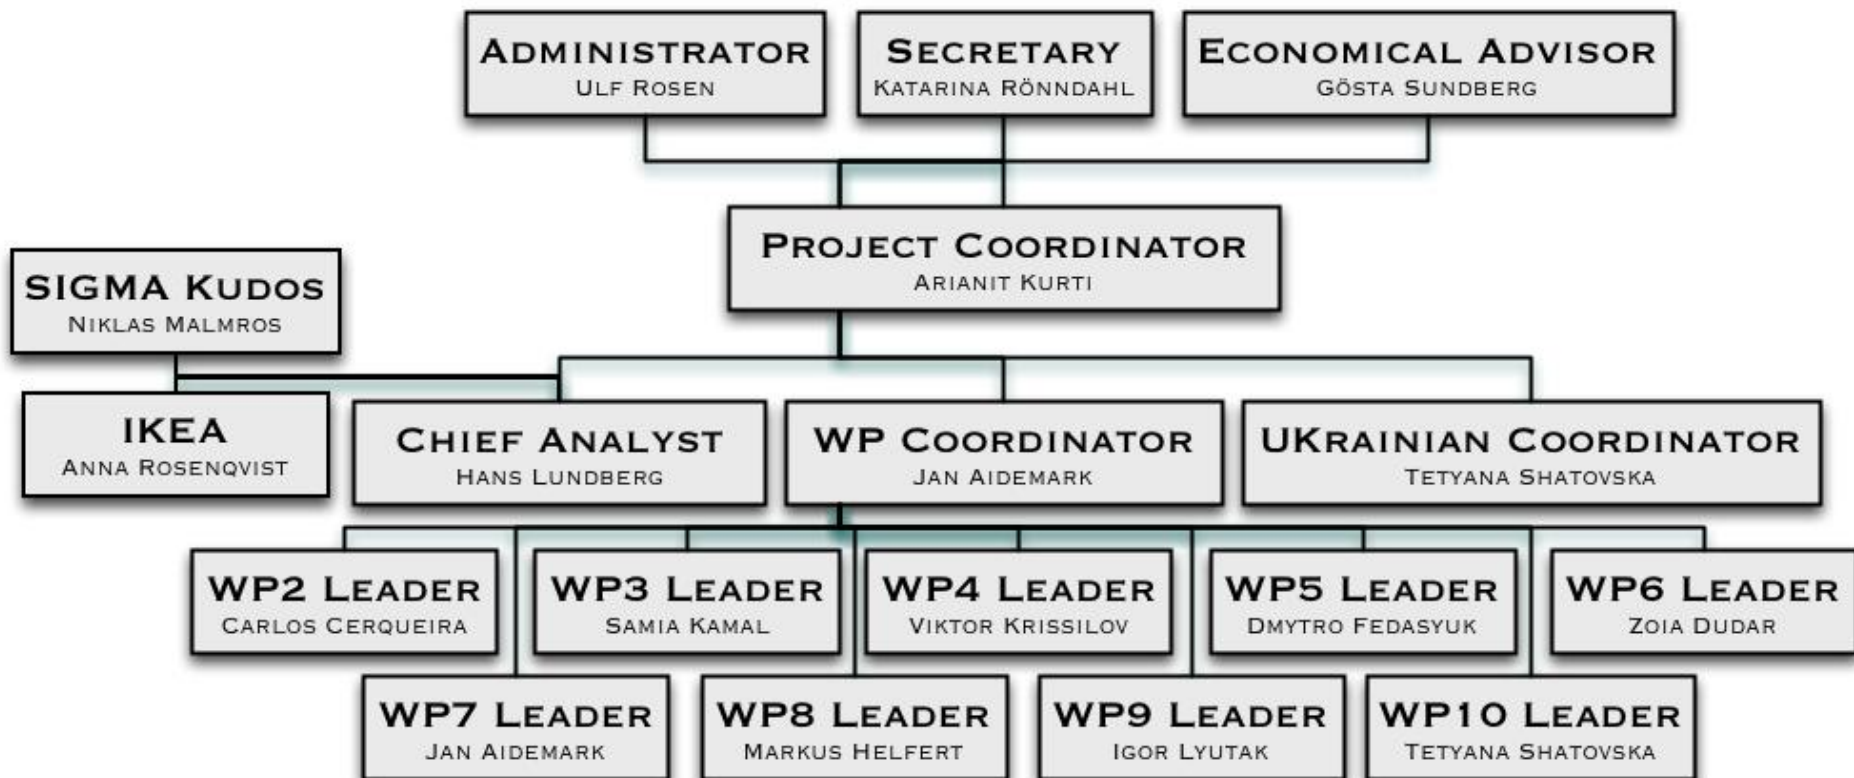 ADMINISTRATOR
ULF ROSEN
SECRETARY
KATARINA RÖNNDAHL
ECONOMICAL ADVISOR
GÖSTA SUNDBERG
PROJECT COORDINATOR
ARIANIT KURTI
SIGMA KUDOS
NIKLAS MALMROS
IKEA
ANNA ROSENQVIST
CHIEF ANALYST
HANS LUNDBERG
WP COORDINATOR
JAN AIDEMARK
UKRAINIAN COORDINATOR
TETYANA SHATOVSKA
WP2 LEADER
CARLOS CERQUEIRA
WP3 LEADER
SAMIA KAMAL
WP4 LEADER
VIKTOR KRISSILOV
WP5 LEADER
DMYTRO FEDASYUK
WP6 LEADER
ZOIA DUDAR
WP7 LEADER
JAN AIDEMARK
WP8 LEADER
MARKUS HELFERT
WP9 LEADER
IGOR LYUTAK
WP10 LEADER
TETYANA SHATOVSKA